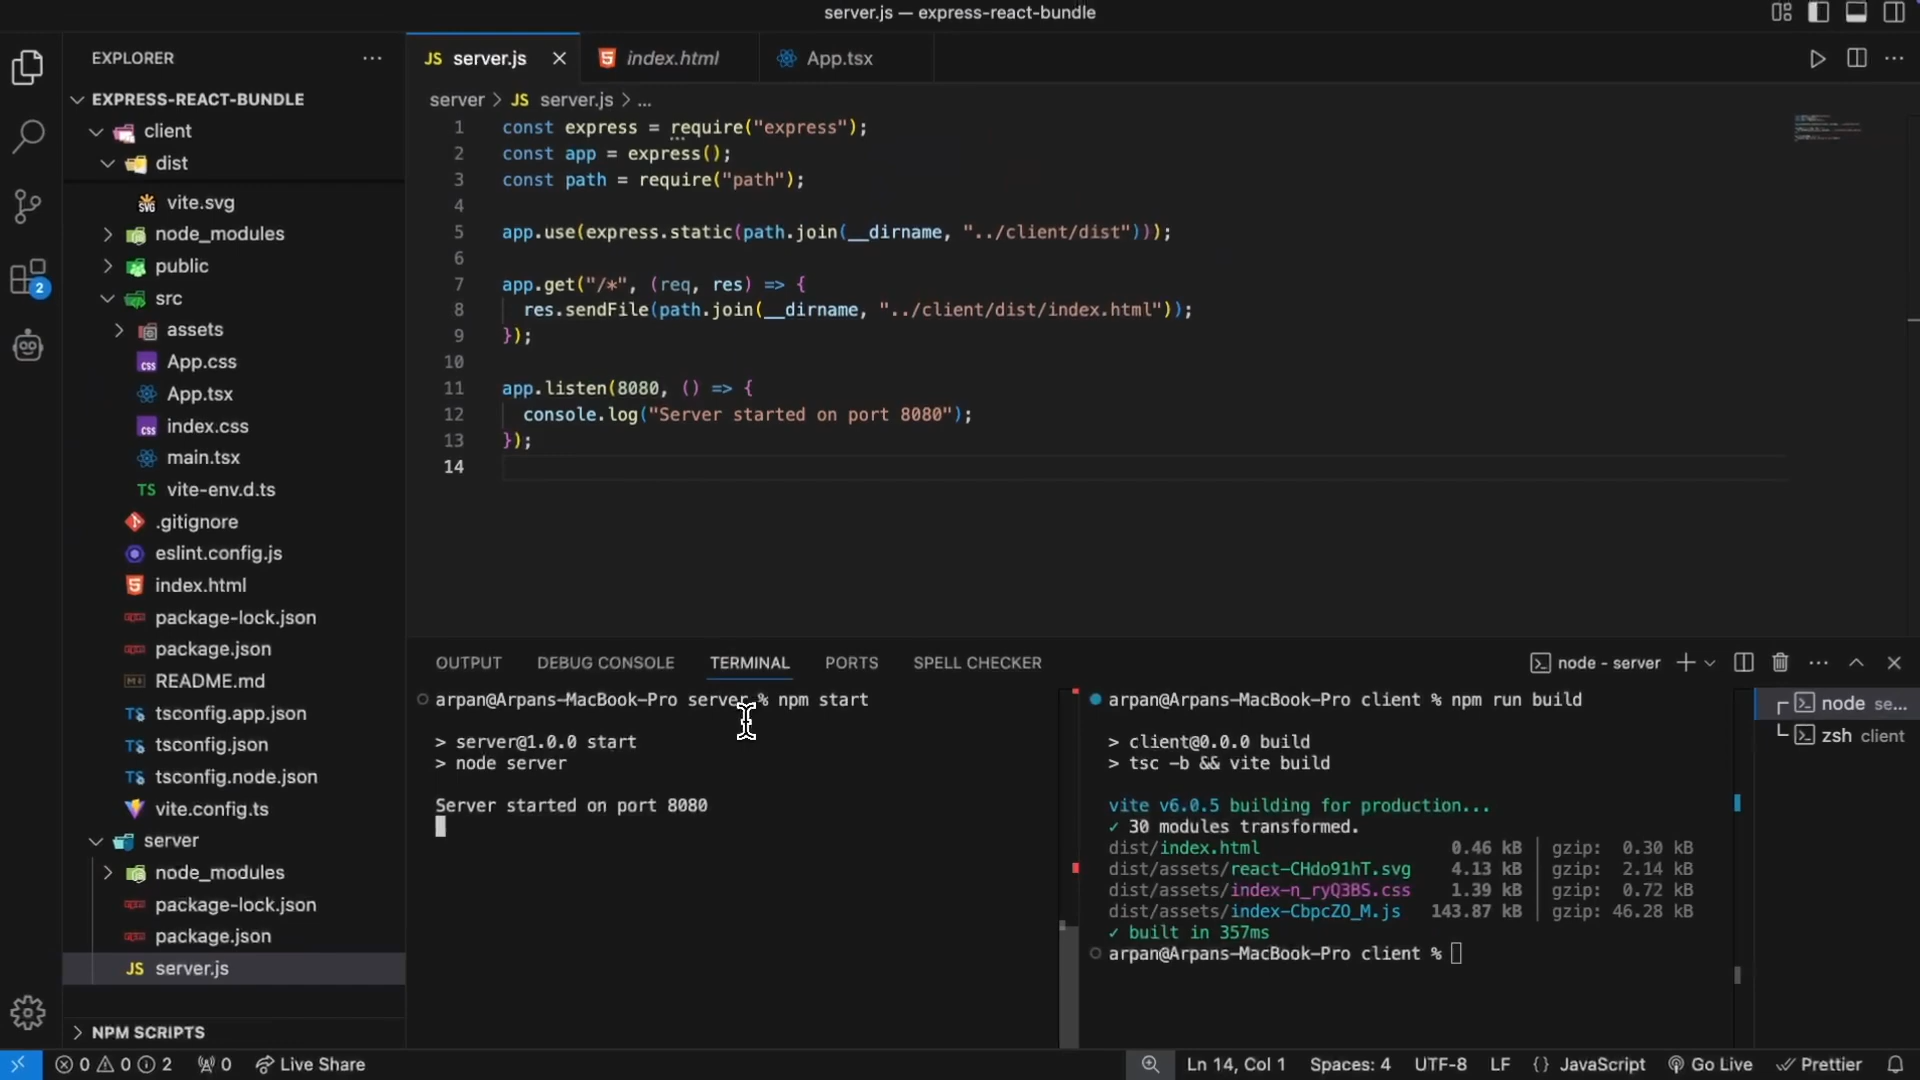 server.js — express-react-bundle
EXPLORER
EXPRESS-REACT-BUNDLE
client
dist
vite.svg
node_modules
public
src
assets
App.css
App.tsx
index.css
main.tsx
vite-env.d.ts
.gitignore
eslint.config.js
index.html
package-lock.json
package.json
README.md
tsconfig.app.json
tsconfig.json
tsconfig.node.json
vite.config.ts
server
node_modules
package-lock.json
package.json
server.js
NPM SCRIPTS
2
JS server.js
index.html
App.tsx
server > JS server.js > ...
1 const express = require("express");
2 const app = express();
3 const path = require("path");
4
5 app.use(express.static(path.join(__dirname, "../client/dist")));
6
7 app.get("/*", (req, res) => {
8 res.sendFile(path.join(__dirname, "../client/dist/index.html"));
9 });
10
11 app.listen(8080, () => {
12 console.log("Server started on port 8080");
13 });
14
OUTPUT DEBUG CONSOLE TERMINAL PORTS SPELL CHECKER
node - server
arpan@Arpans-MacBook-Pro server % npm start
> server@1.0.0 start
> node server
Server started on port 8080
arpan@Arpans-MacBook-Pro client % npm run build
> client@0.0.0 build
> tsc -b && vite build
vite v6.0.5 building for production...
✓ 30 modules transformed.
dist/index.html 0.46 kB │ gzip: 0.30 kB
dist/assets/react-CHdo91hT.svg 4.13 kB │ gzip: 2.14 kB
dist/assets/index-n_ryQ3BS.css 1.39 kB │ gzip: 0.72 kB
dist/assets/index-CbpcZO_M.js 143.87 kB │ gzip: 46.28 kB
✓ built in 357ms
arpan@Arpans-MacBook-Pro client %
node se...
zsh client
0 0 2 0 Live Share
Ln 14, Col 1 Spaces: 4 UTF-8 LF {} JavaScript Go Live Prettier